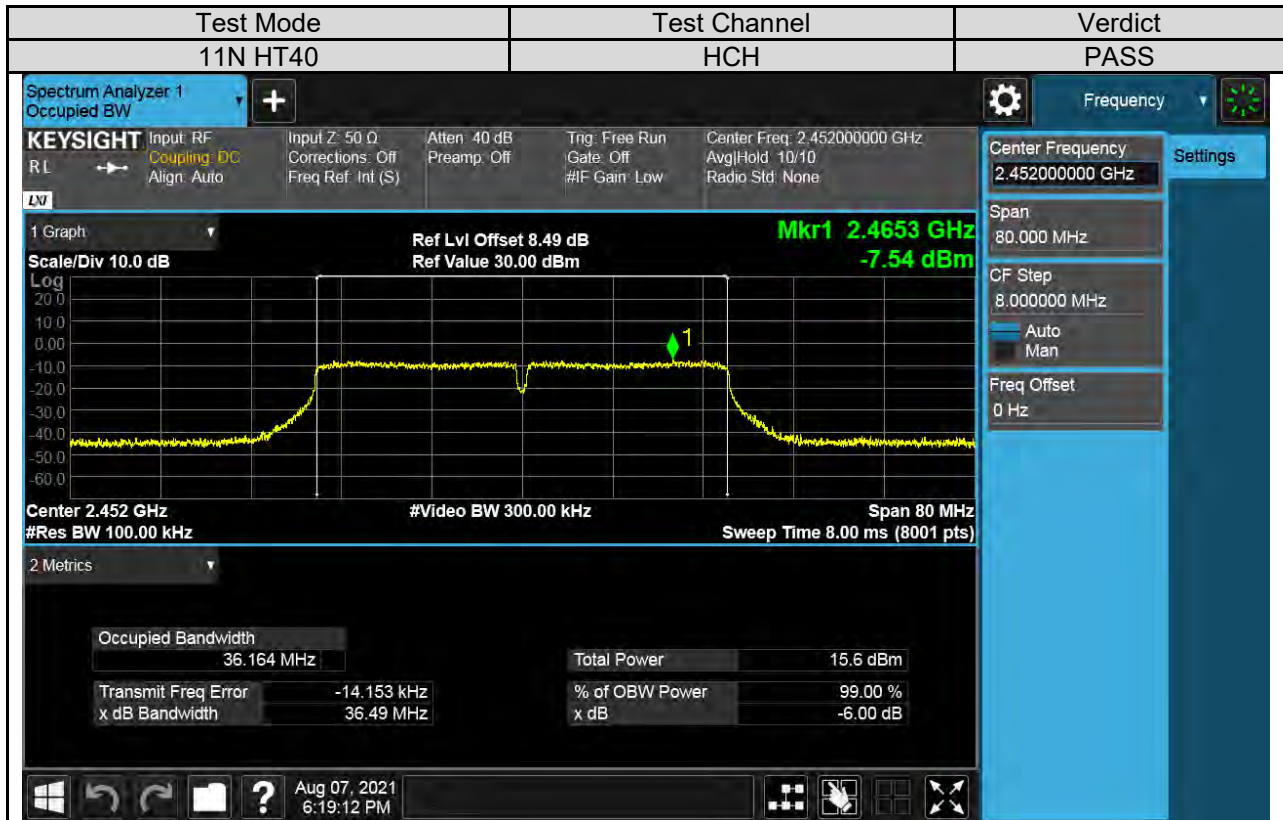 Test Mode Test Channel Verdict
11N HT40 HCH PASS
Spectrum Analyzer 1
Occupied BW
+
Frequency
KEYSIGHT Input: RF Input Z: 50 Ω Atten: 40 dB Trig: Free Run Center Freq: 2.452000000 GHz
RL Coupling: DC Corrections: Off Preamp: Off Gate: Off Avg|Hold: 10/10
Align: Auto Freq Ref: Int (S) #IF Gain: Low Radio Std: None
LXI
Center Frequency
2.452000000 GHz
Settings
Span
80.000 MHz
CF Step
8.000000 MHz
Auto
Man
Freq Offset
0 Hz
1 Graph Ref Lvl Offset 8.49 dB Mkr1 2.4653 GHz
Scale/Div 10.0 dB Ref Value 30.00 dBm -7.54 dBm
Log
20.0
10.0
0.00
-10.0
-20.0
-30.0
-40.0
-50.0
-60.0
1
Center 2.452 GHz #Video BW 300.00 kHz Span 80 MHz
#Res BW 100.00 kHz Sweep Time 8.00 ms (8001 pts)
2 Metrics
Occupied Bandwidth
36.164 MHz Total Power 15.6 dBm
Transmit Freq Error -14.153 kHz % of OBW Power 99.00 %
x dB Bandwidth 36.49 MHz x dB -6.00 dB
? Aug 07, 2021
6:19:12 PM